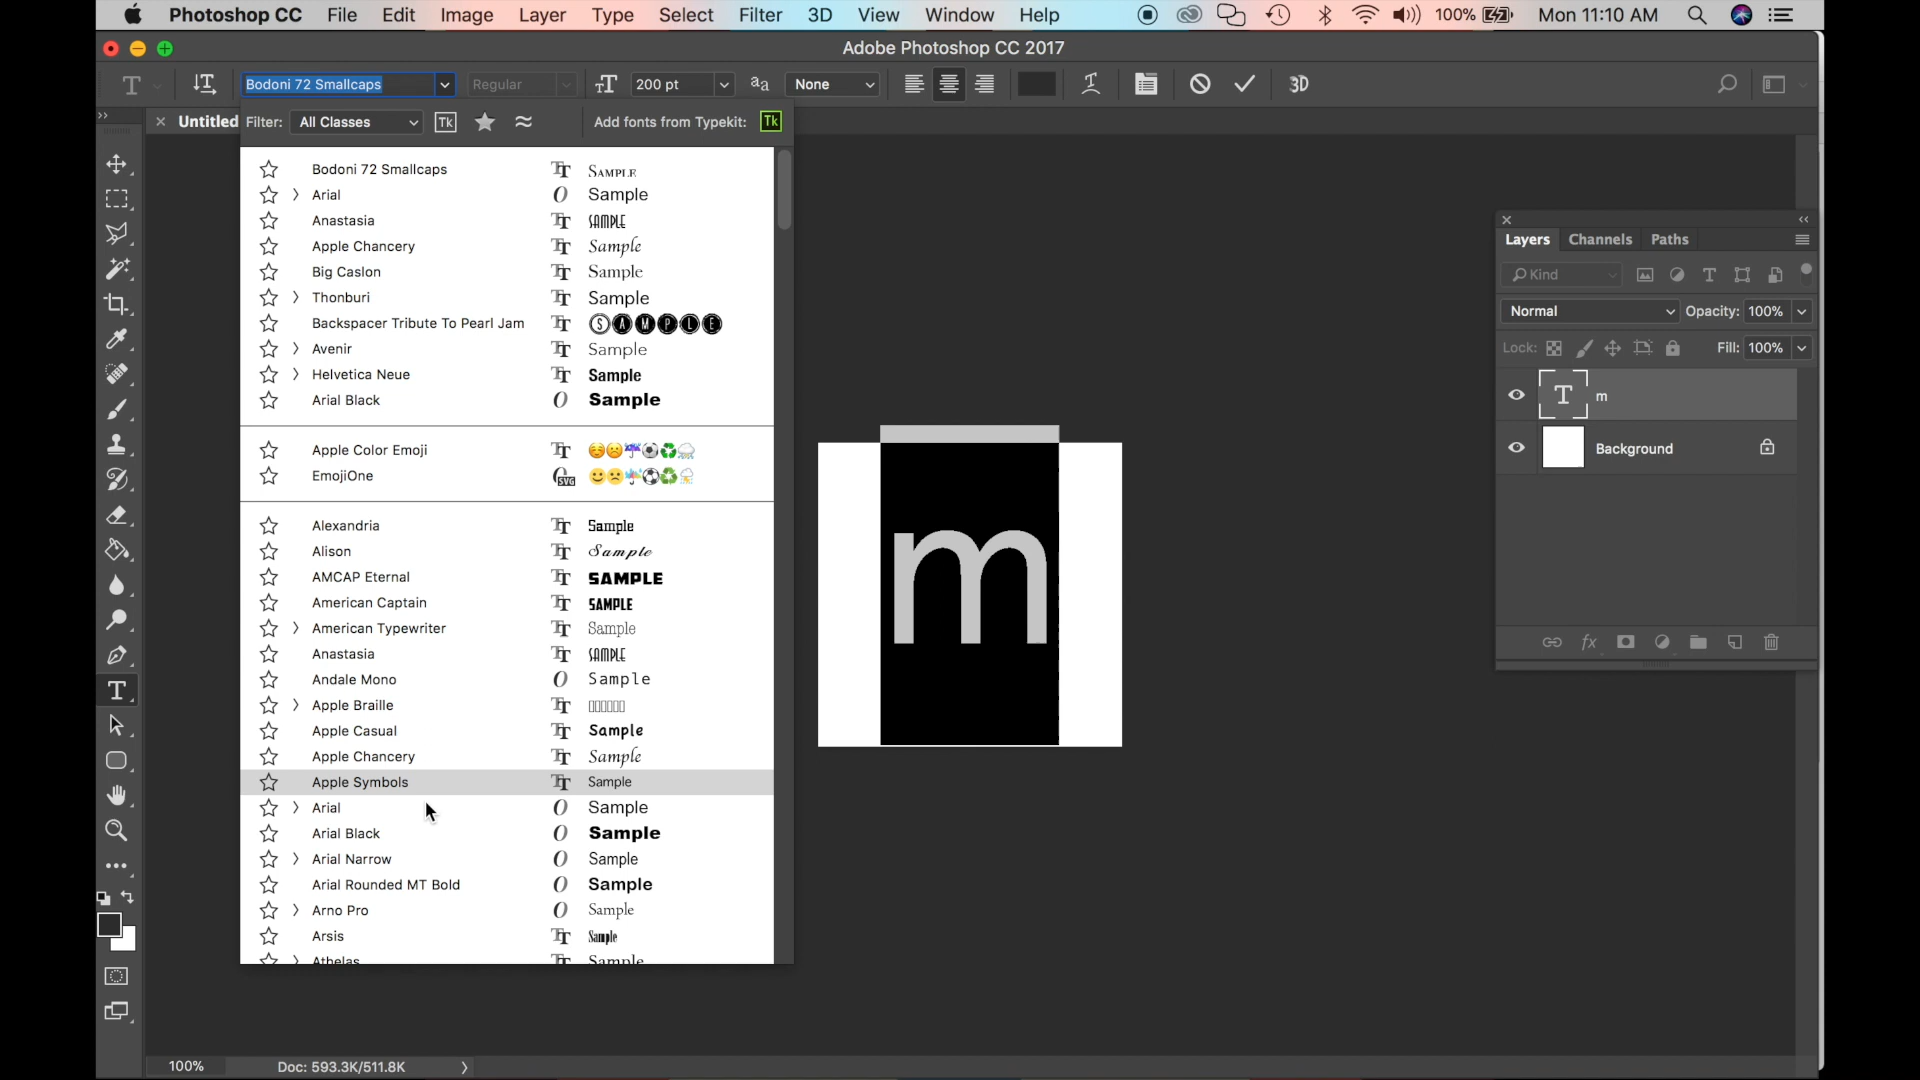 Photoshop CC File Edit Image Layer Type Select Filter 3D View Window Help 100% Mon 11:10 AM
Adobe Photoshop CC 2017
Bodoni 72 Smallcaps Regular 200 pt aa None 3D
Untitled Filter: All Classes Tk Add fonts from Typekit: Tk
Bodoni 72 Smallcaps SAMPLE
Arial Sample
Anastasia SAMPLE
Apple Chancery Sample
Big Caslon Sample
Thonburi Sample
Backspacer Tribute To Pearl Jam SAMPLE
Avenir Sample
Helvetica Neue Sample
Arial Black Sample
Apple Color Emoji
EmojiOne SVG
Alexandria Sample
Alison Sample
AMCAP Eternal SAMPLE
American Captain SAMPLE
American Typewriter Sample
Anastasia SAMPLE
Andale Mono Sample
Apple Braille
Apple Casual Sample
Apple Chancery Sample
Apple Symbols Sample
Arial Sample
Arial Black Sample
Arial Narrow Sample
Arial Rounded MT Bold Sample
Arno Pro Sample
Arsis Sample
Athelas Sample
m
Layers Channels Paths
Kind
Normal Opacity: 100%
Lock: Fill: 100%
T m
Background
fx
100% Doc: 593.3K/511.8K